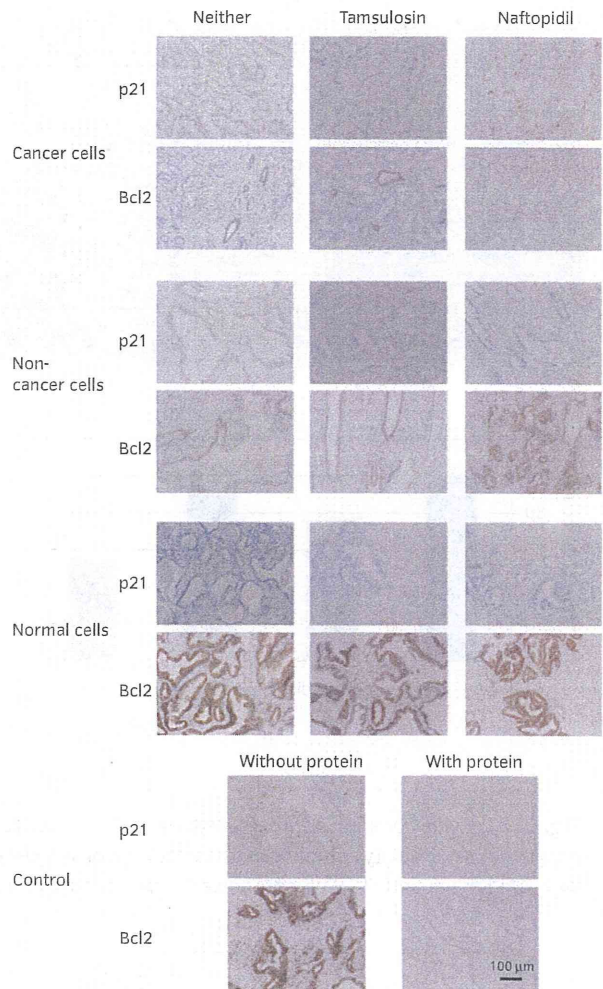 Neither Tamsulosin Naftopidil
p21
Cancer cells
Bcl2
p21
Non-
cancer cells
Bcl2
p21
Normal cells
Bcl2
Without protein With protein
p21
Control
Bcl2
100 µm